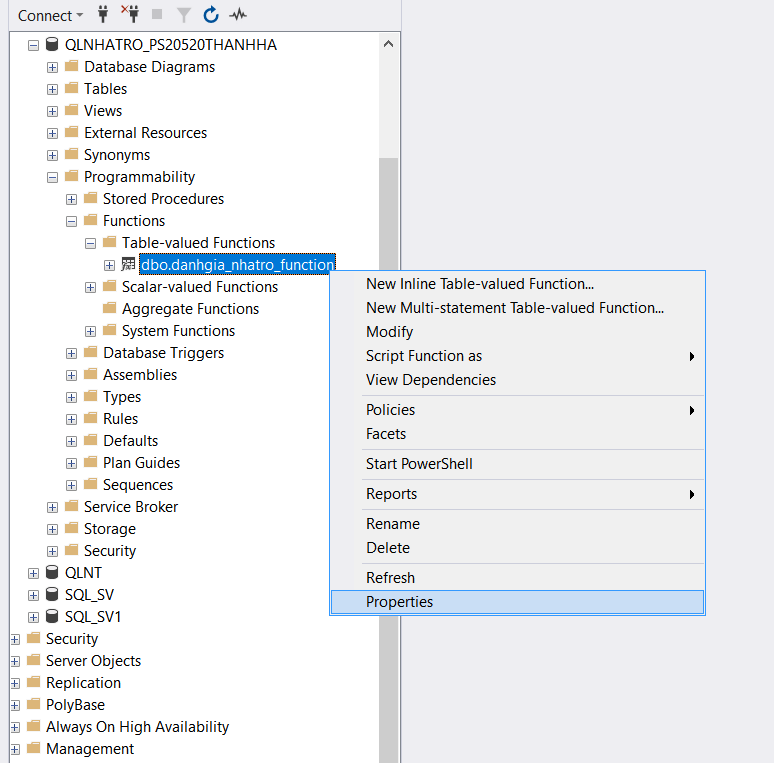 Connect
QLNHATRO_PS20520THANHHA
Database Diagrams
Tables
Views
External Resources
Synonyms
Programmability
Stored Procedures
Functions
Table-valued Functions
dbo.danhgia_nhatro_function
Scalar-valued Functions
Aggregate Functions
System Functions
Database Triggers
Assemblies
Types
Rules
Defaults
Plan Guides
Sequences
Service Broker
Storage
Security
QLNT
SQL_SV
SQL_SV1
Security
Server Objects
Replication
PolyBase
Always On High Availability
Management
New Inline Table-valued Function...
New Multi-statement Table-valued Function...
Modify
Script Function as
View Dependencies
Policies
Facets
Start PowerShell
Reports
Rename
Delete
Refresh
Properties